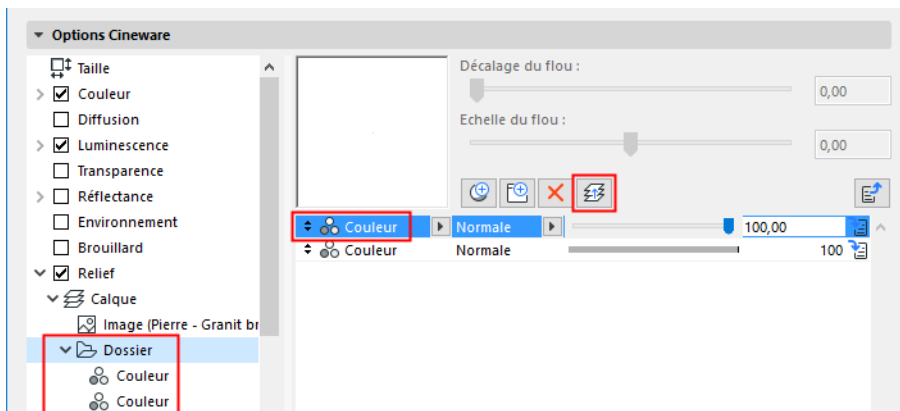 Options Cineware
Taille
Couleur
Diffusion
Luminescence
Transparence
Réflectance
Environnement
Brouillard
Relief
Calque
Image (Pierre - Granit br
Dossier
Couleur
Couleur
Décalage du flou :
0,00
Echelle du flou :
0,00
Couleur Normale 100,00
Couleur Normale 100